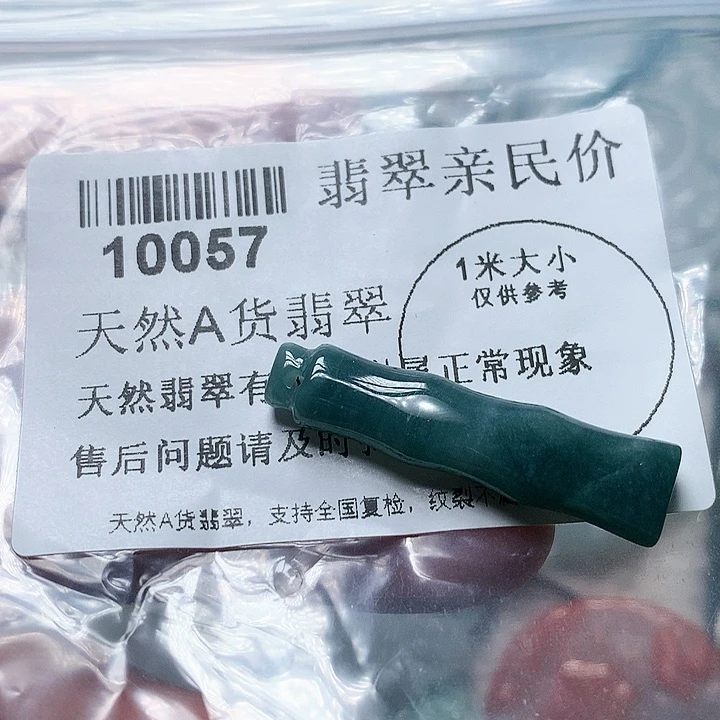 翡翠亲民价
10057
1米大小
仅供参考
天然A货翡翠
天然翡翠有 属正常现象
售后问题请及时
天然A货翡翠，支持全国复检，纹裂不